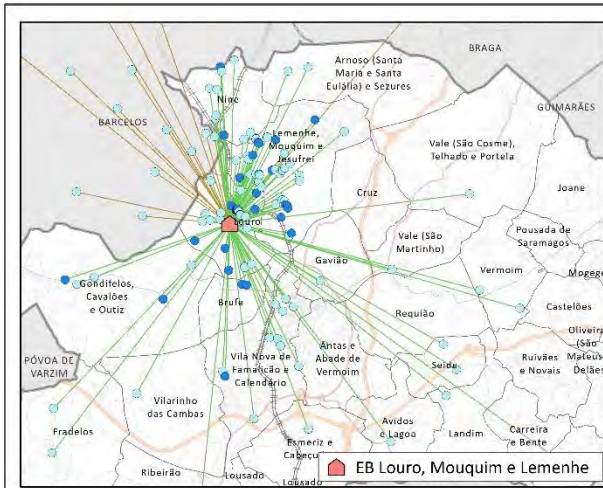 BRAGA
Arnoso (Santa
Maria e Santa
Eulália) e Sezures
Nine
GUIMARÃES
BARCELOS
Lemenhe,
Mouquim e
Jesufrei
Vale (São Cosme),
Telhado e Portela
Joane
Cruz
Louro
Vale (São
Martinho)
Pousada de
Saramagos
Gavião
Vermoim
Mogege
Gondifelos,
Cavalões
e Outiz
Brufe
Requião
Castelões
PÓVOA DE
VARZIM
Vila Nova de
Famalicão e
Calendário
Antas e
Abade de
Vermoim
Seide
Ruivães
e Novais
Oliveira
(São
Mateus)
Delães
Vilarinho
das Cambas
Fradelos
Avidos
e Lagoa
Landim
Carreira
e Bente
Esmeriz e
Cabeçu
Ribeirão
Lousado
Lousado
EB Louro, Mouquim e Lemenhe